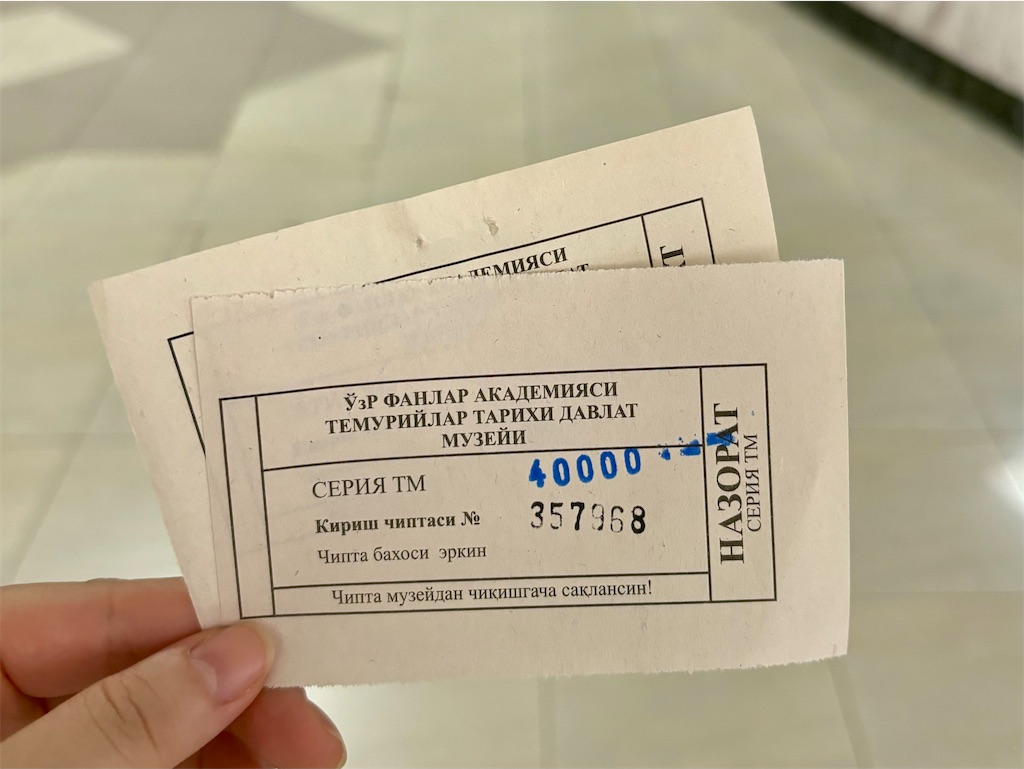 АКАДЕМИЯСИ
ЎзР ФАНЛАР АКАДЕМИЯСИ
ТЕМУРИЙЛАР ТАРИХИ ДАВЛАТ
МУЗЕЙИ
СЕРИЯ ТМ
40000
Кириш чиптаси №
357968
Чипта бахоси эркин
Чипта музейдан чиқишгача сақлансин!
НАЗОРАТ
СЕРИЯ ТМ